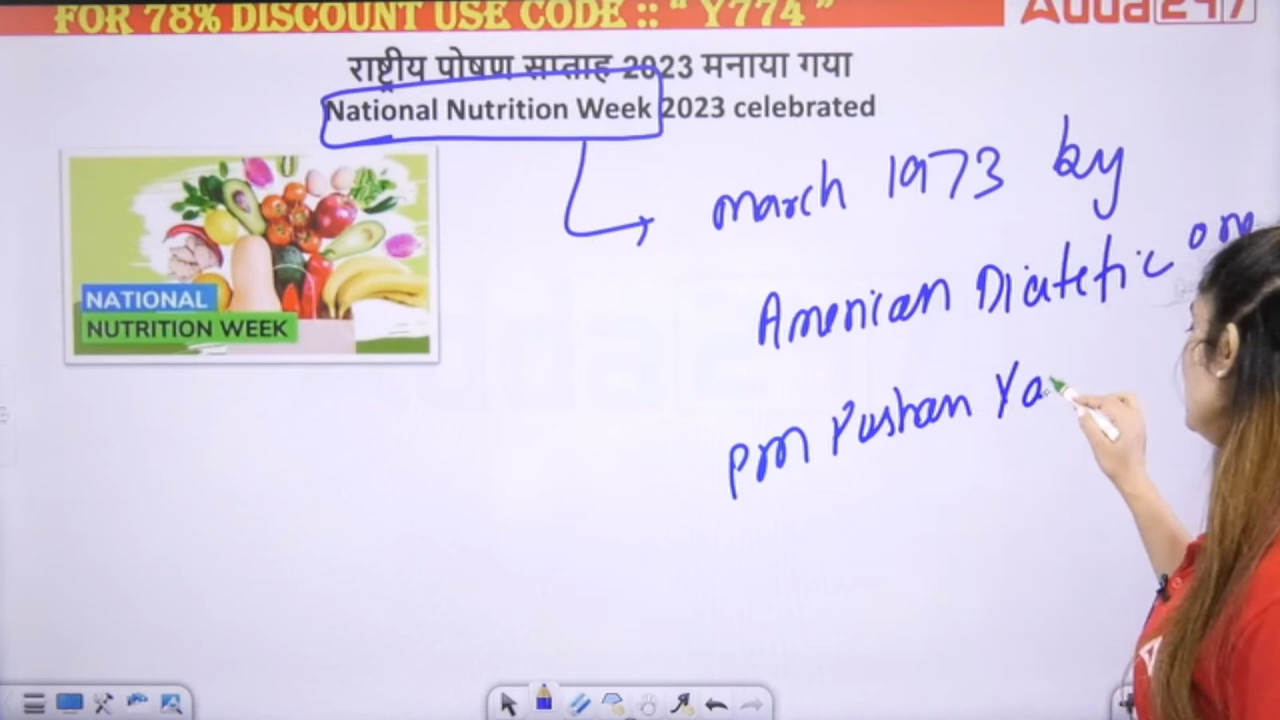 FOR 78% DISCOUNT USE CODE :: “ Y774 ”
Adda247
राष्ट्रीय पोषण सप्ताह 2023 मनाया गया
National Nutrition Week 2023 celebrated
March 1973 by
American Diatetic
NATIONAL
NUTRITION WEEK
PM Poshan Ya